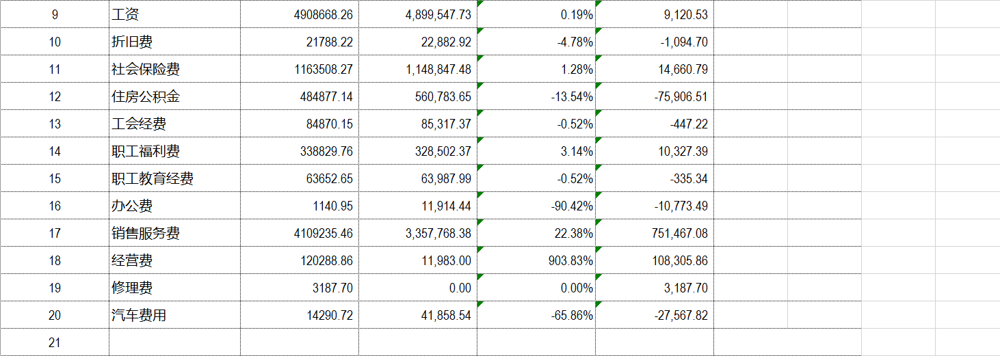 9 工资 4908668.26 4,899,547.73 0.19% 9,120.53
10 折旧费 21788.22 22,882.92 -4.78% -1,094.70
11 社会保险费 1163508.27 1,148,847.48 1.28% 14,660.79
12 住房公积金 484877.14 560,783.65 -13.54% -75,906.51
13 工会经费 84870.15 85,317.37 -0.52% -447.22
14 职工福利费 338829.76 328,502.37 3.14% 10,327.39
15 职工教育经费 63652.65 63,987.99 -0.52% -335.34
16 办公费 1140.95 11,914.44 -90.42% -10,773.49
17 销售服务费 4109235.46 3,357,768.38 22.38% 751,467.08
18 经营费 120288.86 11,983.00 903.83% 108,305.86
19 修理费 3187.70 0.00 0.00% 3,187.70
20 汽车费用 14290.72 41,858.54 -65.86% -27,567.82
21